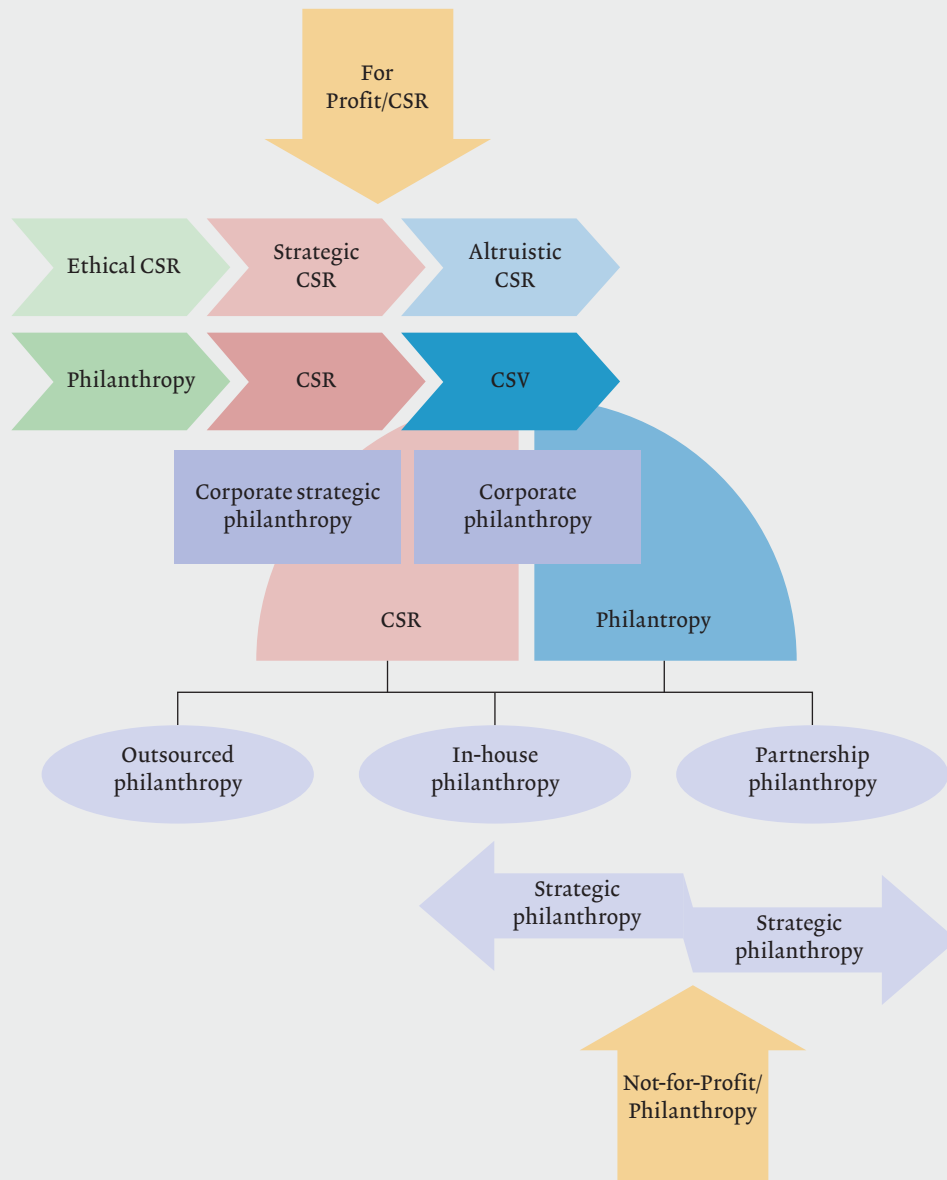 For
Profit/CSR
Ethical CSR
Strategic
CSR
Altruistic
CSR
Philanthropy
CSR
CSV
Corporate strategic
philanthropy
Corporate
philanthropy
CSR
Philantropy
Outsourced
philanthropy
In-house
philanthropy
Partnership
philanthropy
Strategic
philanthropy
Strategic
philanthropy
Not-for-Profit/
Philanthropy